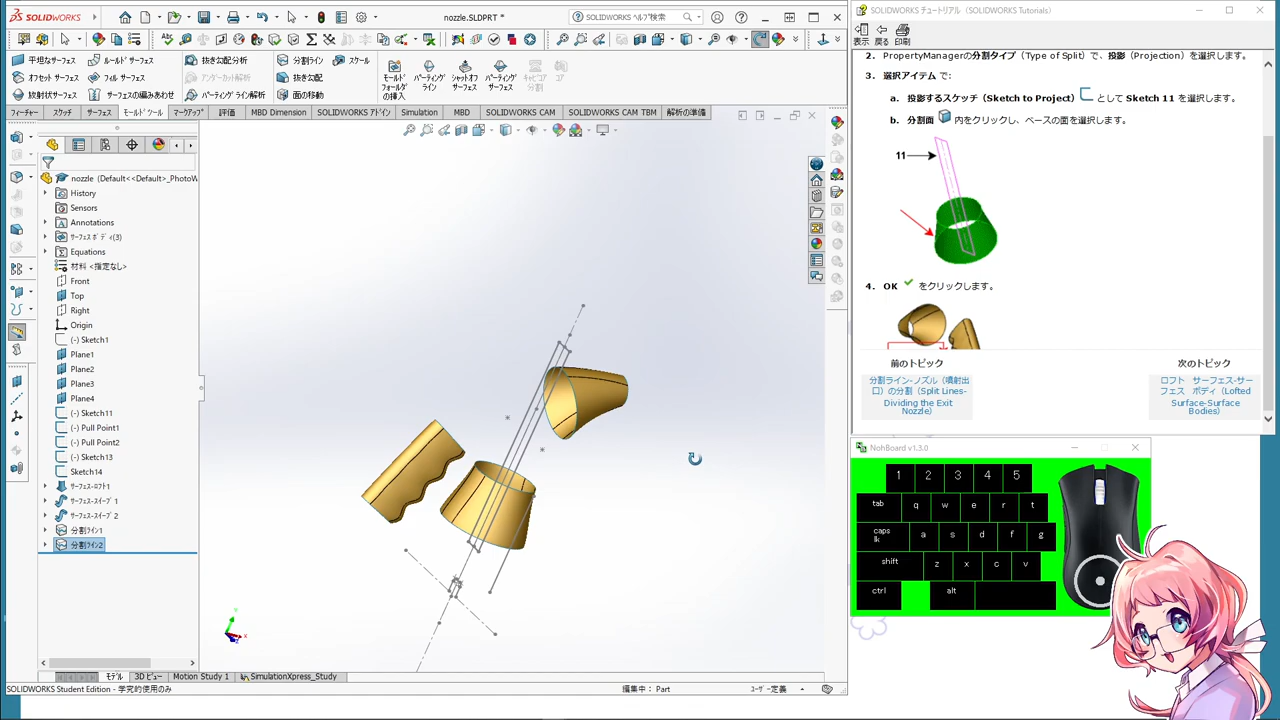 SOLIDWORKS
nozzle.SLDPRT *
SOLIDWORKS ヘルプ検索
平坦なサーフェス
ルールド サーフェス
抜き勾配分析
分割ライン
スケール
オフセット サーフェス
フィル サーフェス
アンダーカット解析
抜き勾配
放射状サーフェス
サーフェスの編みあわせ
パーティング ライン解析
面の移動
モールド フォルダー の挿入
パーティング ライン
シャットオフ サーフェス
パーティング サーフェス
キャビコア 分割
コア
フィーチャー
スケッチ
サーフェス
モールド ツール
マークアップ
評価
MBD Dimension
SOLIDWORKS アドイン
Simulation
SOLIDWORKS CAM
SOLIDWORKS CAM TBM
解析の準備
nozzle (Default<<Default>_PhotoW
History
Sensors
Annotations
サーフェス ボディ(3)
Equations
材料 <指定なし>
Front
Top
Right
Origin
(-) Sketch1
Plane1
Plane2
Plane3
Plane4
(-) Sketch11
(-) Pull Point1
(-) Pull Point2
(-) Sketch13
Sketch14
サーフェス-ロフト1
サーフェス-スイープ 1
サーフェス-スイープ 2
分割ライン1
分割ライン2
モデル
3D ビュー
Motion Study 1
SimulationXpress_Study
SOLIDWORKS Student Edition - 学究的使用のみ
編集中: Part
ユーザー定義
SOLIDWORKS チュートリアル (SOLIDWORKS Tutorials)
表示
戻る
印刷
2. PropertyManagerの分割タイプ (Type of Split) で、投影 (Projection) を選択します。
3. 選択アイテム で:
a. 投影するスケッチ (Sketch to Project) として Sketch 11 を選択します。
b. 分割面 内をクリックし、ベースの面を選択します。
11
4. OK をクリックします。
前のトピック
分割ライン-ノズル (噴射出
口) の分割 (Split Lines-
Dividing the Exit
Nozzle)
次のトピック
ロフト サーフェス-サー
フェス ボディ (Lofted
Surface-Surface
Bodies)
NohBoard v1.3.0
1 2 3 4 5
tab q w e r t
caps a s d f g
shift z x c v
ctrl alt